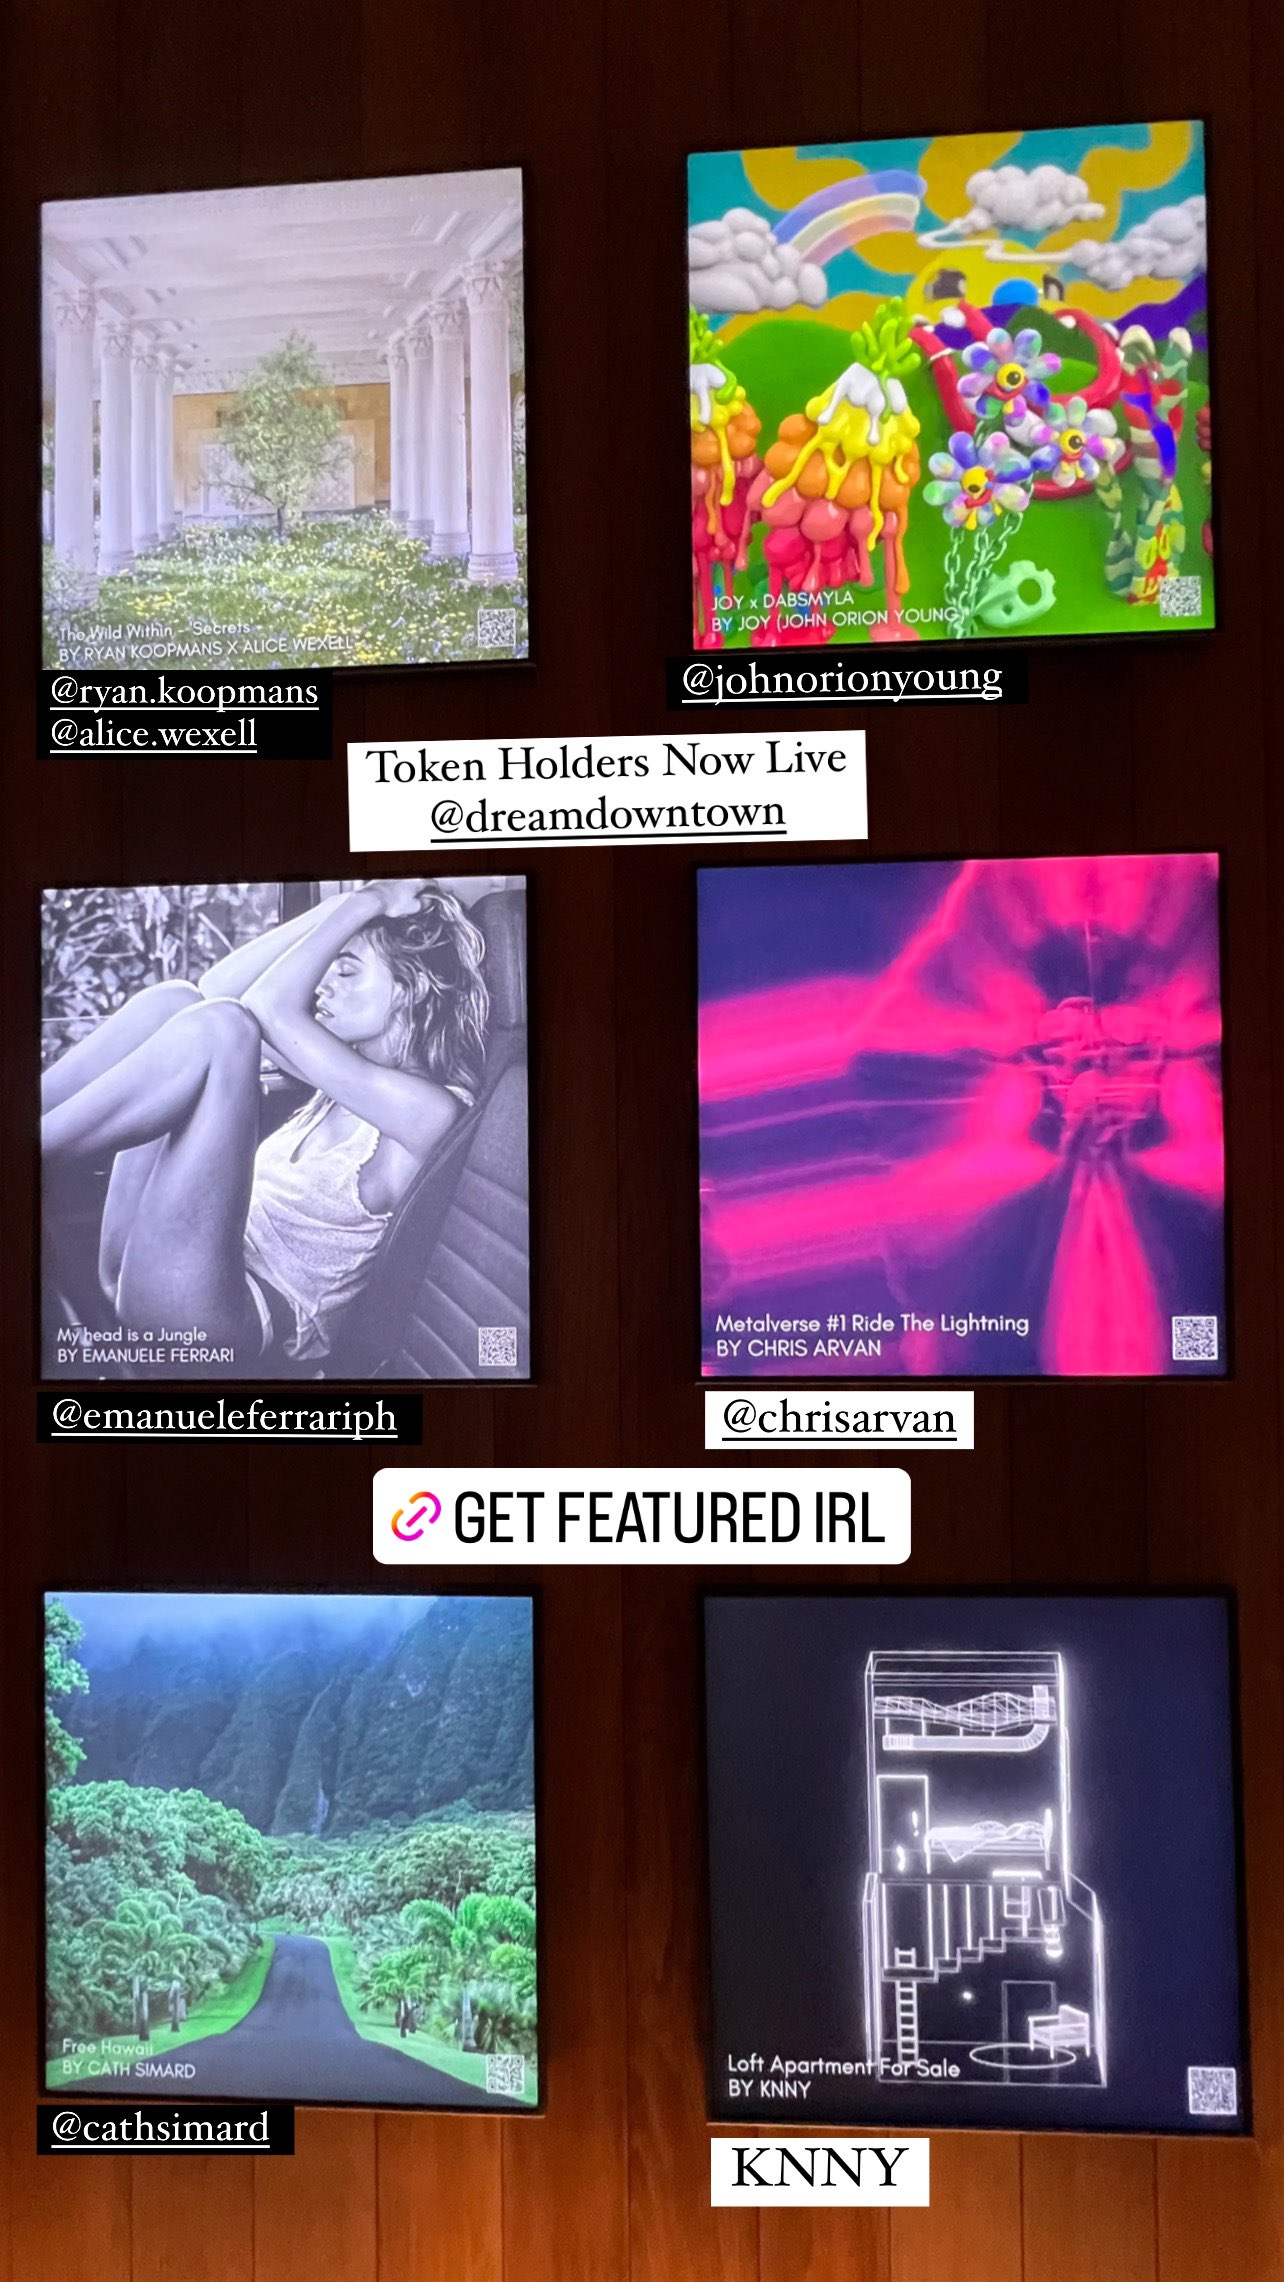 The Wild Within - 'Secrets'
BY RYAN KOOPMANS X ALICE WEXELL
@ryan.koopmans
@alice.wexell
JOY x DABSMYLA
BY JOY (JOHN ORION YOUNG)
@johnorionyoung
Token Holders Now Live
@dreamdowntown
My head is a Jungle
BY EMANUELE FERRARI
@emanueleferrariph
Metalverse #1 Ride The Lightning
BY CHRIS ARVAN
@chrisarvan
GET FEATURED IRL
Free Hawaii
BY CATH SIMARD
@cathsimard
Loft Apartment For Sale
BY KNNY
KNNY